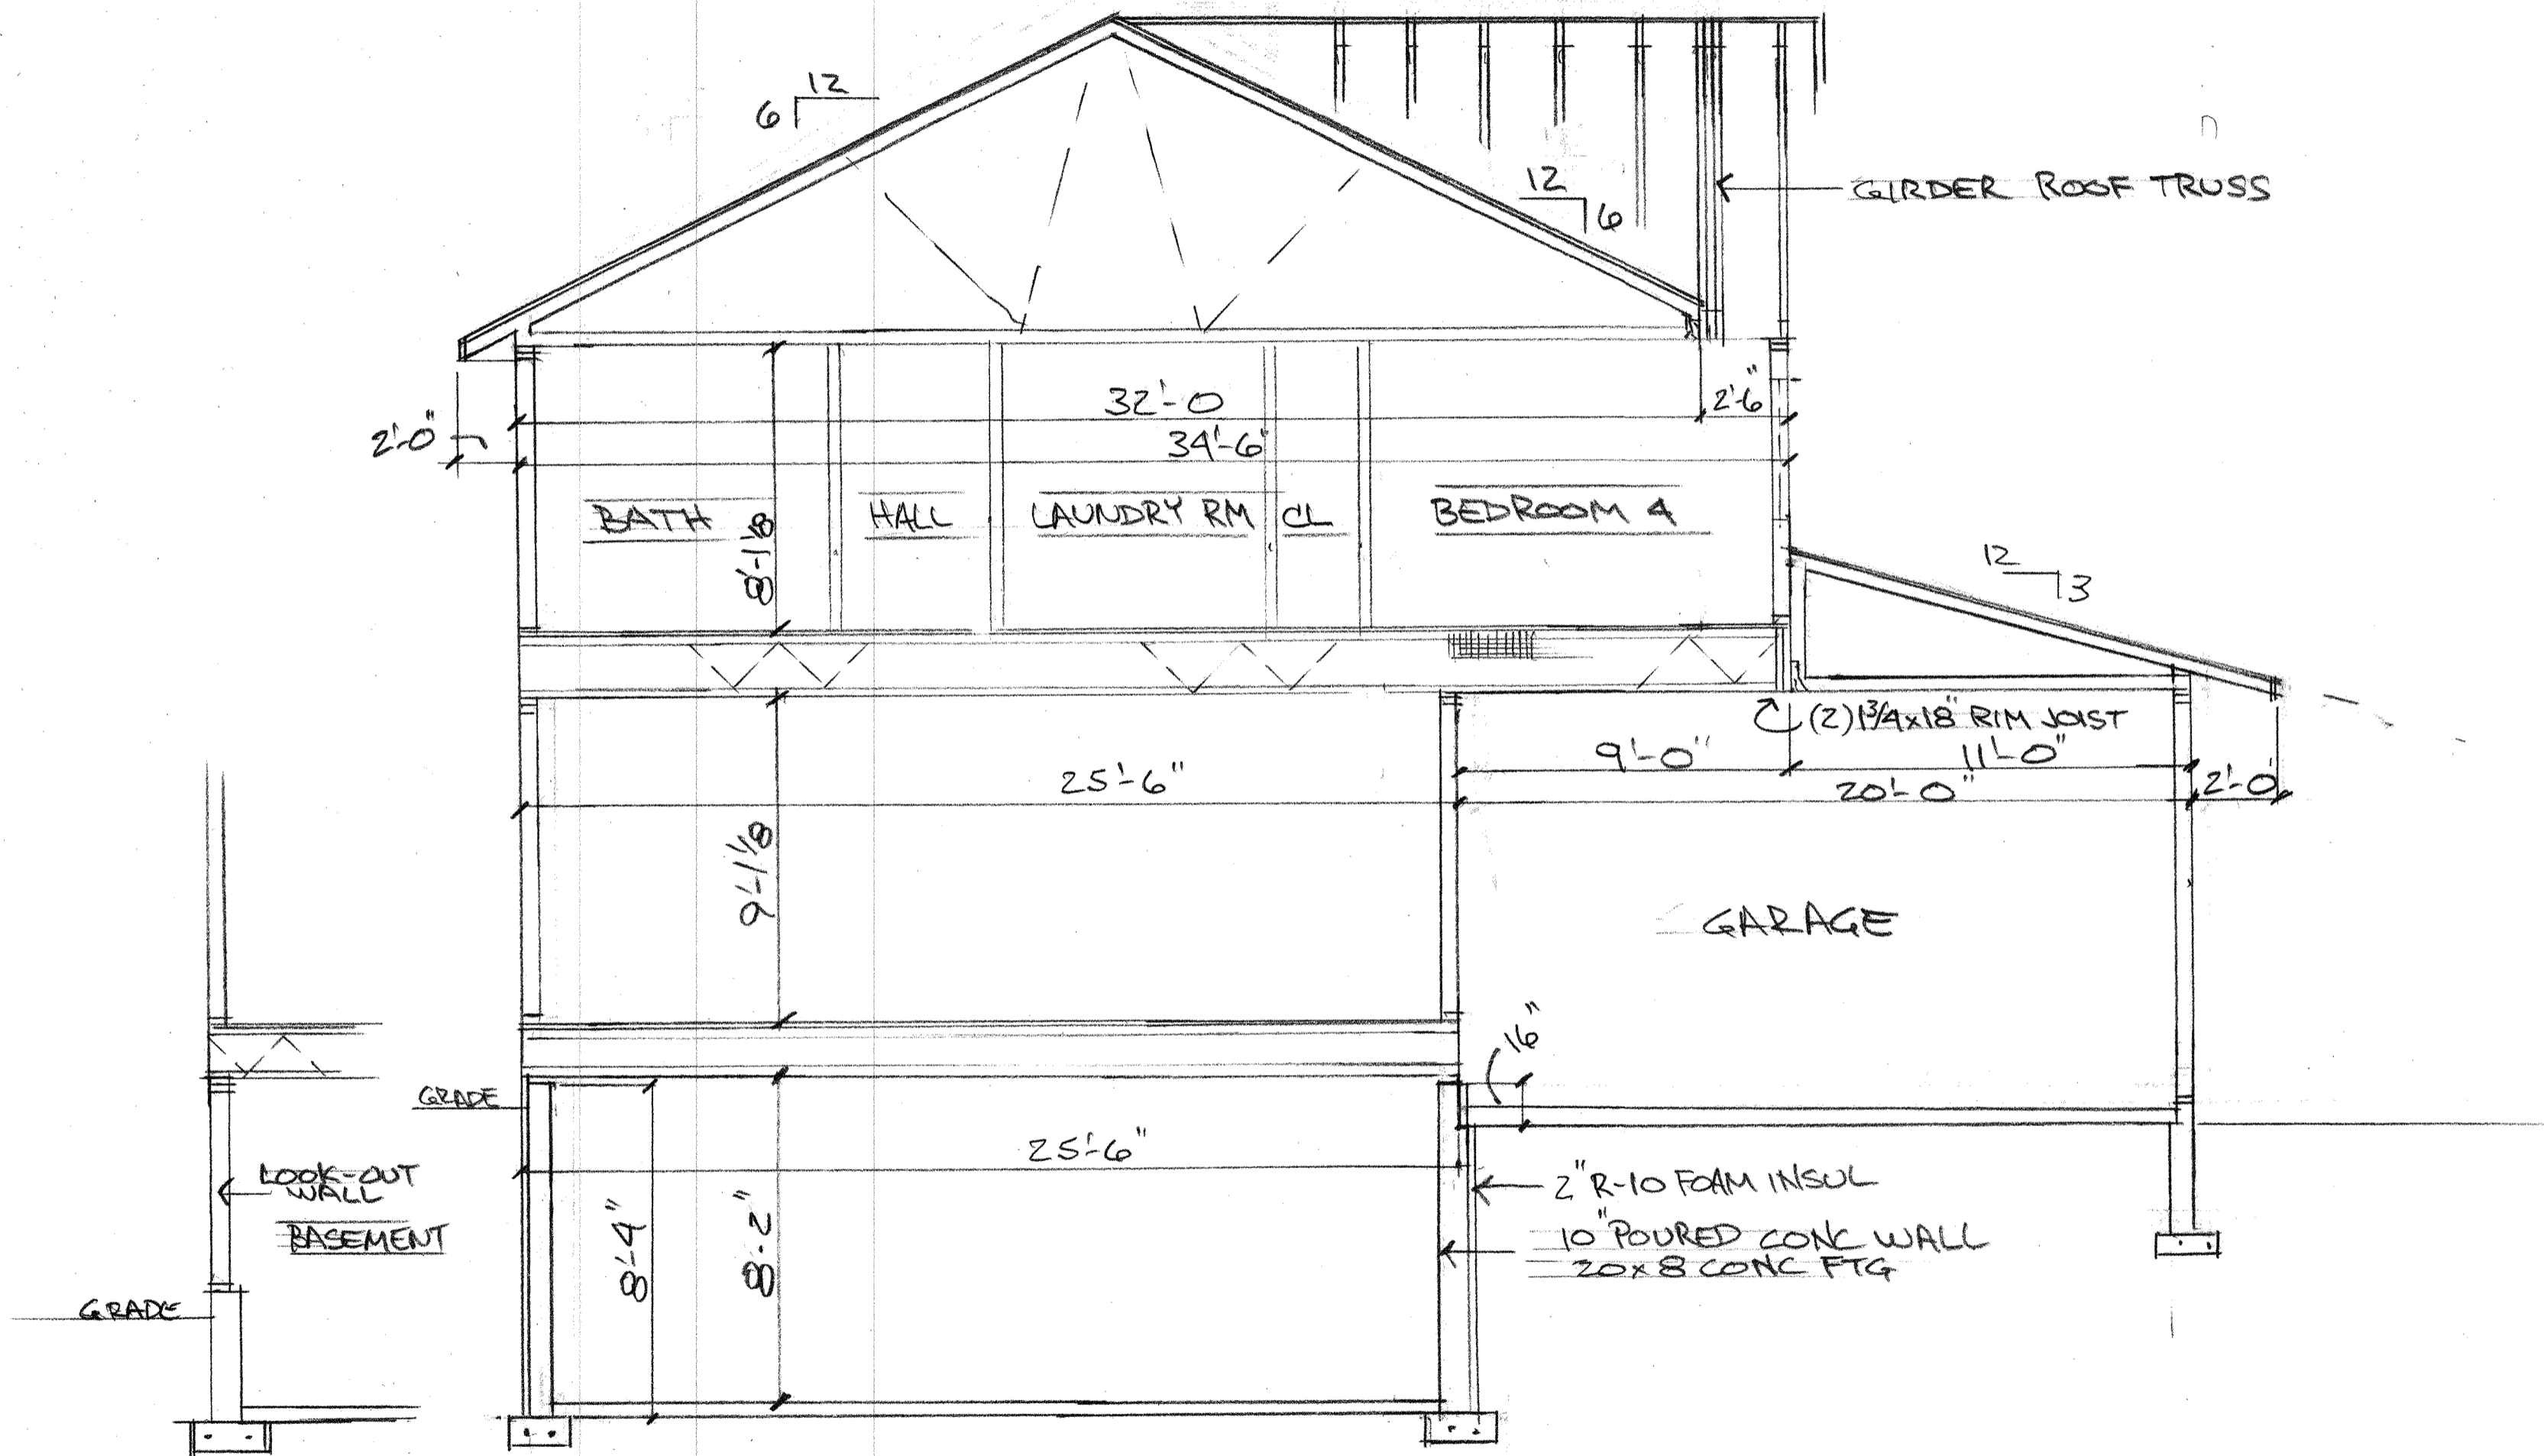 12
6
12
6
GIRDER ROOF TRUSS
32'-0
2'-6"
2'-0"
34'-6"
BATH
HALL
LAUNDRY RM
CL
BEDROOM 4
8'-1 1/8
12
3
(2) 1 3/4 x 18" RIM JOIST
9'-0"
11'-0"
25'-6"
20'-0"
2'-0
9'-1 1/8
GARAGE
16"
GRADE
25'-6"
LOOK-OUT
WALL
BASEMENT
8'-4"
8'-2"
2" R-10 FOAM INSUL
10" POURED CONC WALL
20 x 8 CONC FTG
GRADE